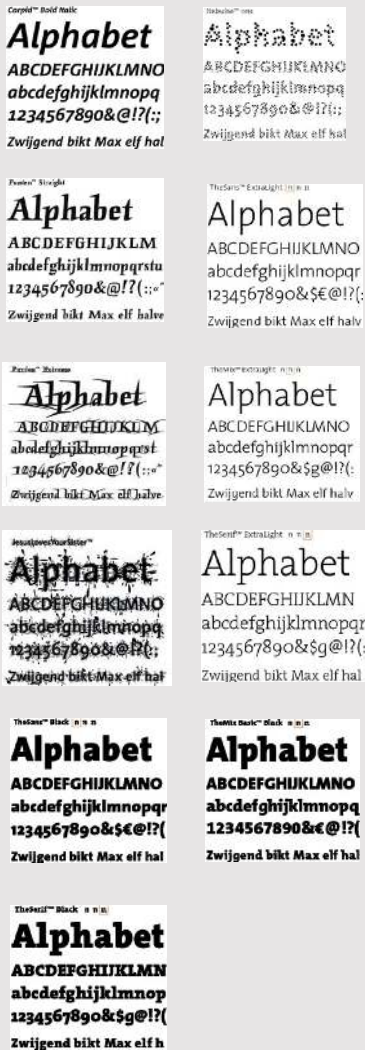 Corpid™ Bold Italic
Alphabet
ABCDEFGHIJKLMNO
abcdefghijklmnopq
1234567890&@!?(:;
Zwijgend bikt Max elf hal
Alphabet
ABCDEFGHIJKLMNO
abcdefghijklmnopq
1234567890&@!?(:;
Zwijgend bikt Max elf hal
Straight
Alphabet
ABCDEFGHIJKLM
abcdefghijklmnopqrstu
1234567890&@!?(:;«“
Zwijgend bikt Max elf halve
TheSans™ ExtraLight n n n
Alphabet
ABCDEFGHIJKLMNO
abcdefghijklmnopqr
1234567890&$€@!?(:
Zwijgend bikt Max elf halv
Extreme
Alphabet
ABCDEFGHIJKLM
abcdefghijklmnopqrst
1234567890&@!?(:;«“
Zwijgend bikt Max elf halve
TheMix™ ExtraLight n n n
Alphabet
ABCDEFGHIJKLMNO
abcdefghijklmnopqr
1234567890&$g@!?(:
Zwijgend bikt Max elf halv
JesusLovesYourSister™
Alphabet
ABCDEFGHIJKLMNO
abcdefghijklmnopq
1234567890&@!?(:;
Zwijgend bikt Max elf hal
TheSerif™ ExtraLight n n n
Alphabet
ABCDEFGHIJKLMN
abcdefghijklmnopqr
1234567890&$g@!?(:
Zwijgend bikt Max elf hal
TheSans™ Black n n n
Alphabet
ABCDEFGHIJKLMNO
abcdefghijklmnopqr
1234567890&$€@!?(
Zwijgend bikt Max elf hal
TheMix Basic™ Black n n n
Alphabet
ABCDEFGHIJKLMNO
abcdefghijklmnopq
1234567890&€@!?(
Zwijgend bikt Max elf hal
TheSerif™ Black n n n
Alphabet
ABCDEFGHIJKLMN
abcdefghijklmnop
1234567890&$g@!?(
Zwijgend bikt Max elf h